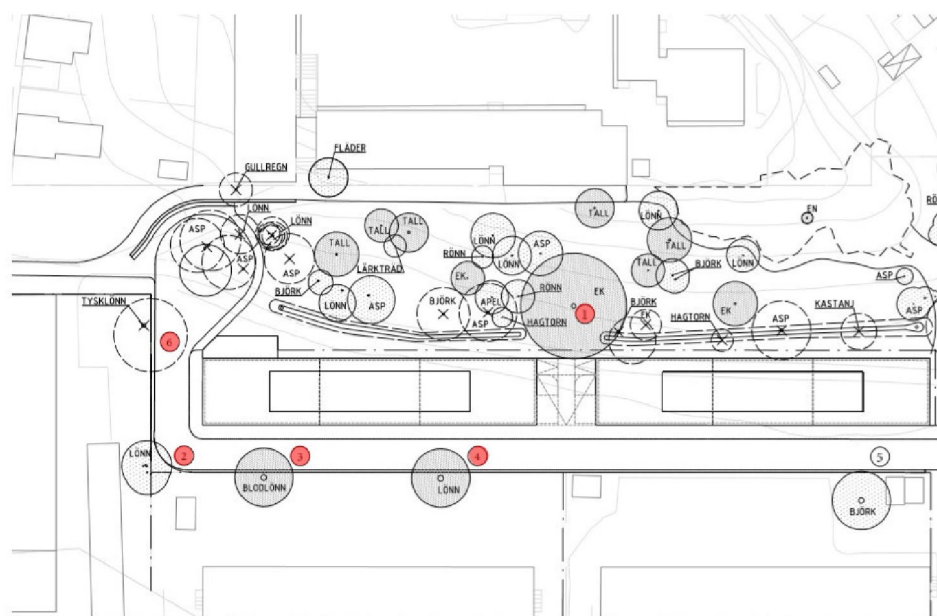 FLÄDER
GULLREGN
LÖNN
LÖNN
TALL
TALL
TALL
LÖNN
EN
RÖ
ASP
ASP
ASP
TALL
RÖNN
LÖNN
LÖNN
ASP
TALL
LÄRKTRÄD
BJÖRK
TALL
BJÖRK
LÖNN
ASP
EK
RÖNN
EK
LÖNN
ASP
BJÖRK
APEL
ASP
HAGTORN
1
BJÖRK
EK
HAGTORN
EK
ASP
KASTANJ
ASP
TYSKLÖNN
6
LÖNN
2
3
4
5
BLODLÖNN
LÖNN
BJÖRK